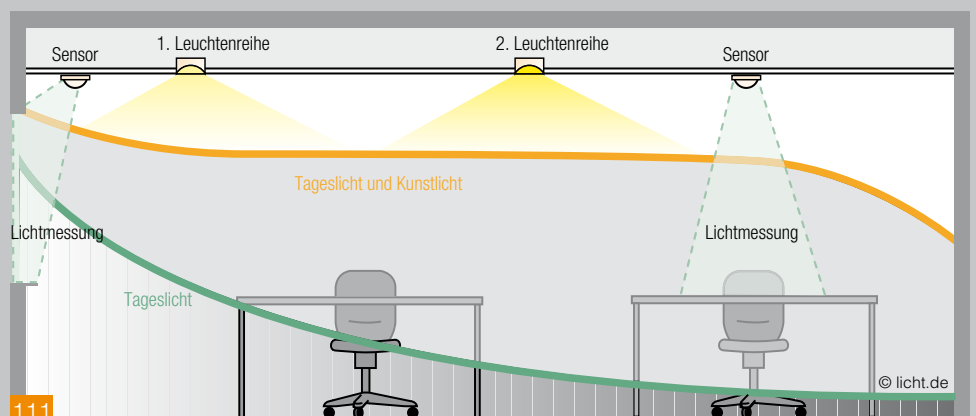 Sensor
1. Leuchtenreihe
2. Leuchtenreihe
Sensor
Tageslicht und Kunstlicht
Lichtmessung
Lichtmessung
Tageslicht
© licht.de
111